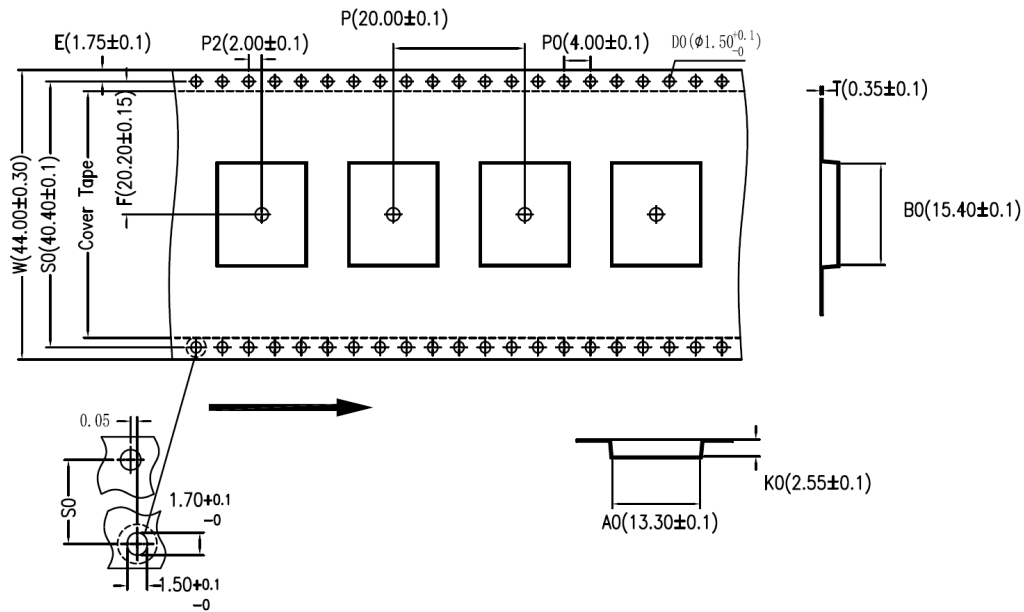 P(20.00±0.1)
E(1.75±0.1)
P2(2.00±0.1)
P0(4.00±0.1)
D0(φ1.50+0.1
-0)
T(0.35±0.1)
W(44.00±0.30)
S0(40.40±0.1)
Cover Tape
F(20.20±0.15)
B0(15.40±0.1)
0.05
S0
1.70+0.1
-0
1.50+0.1
-0
K0(2.55±0.1)
A0(13.30±0.1)